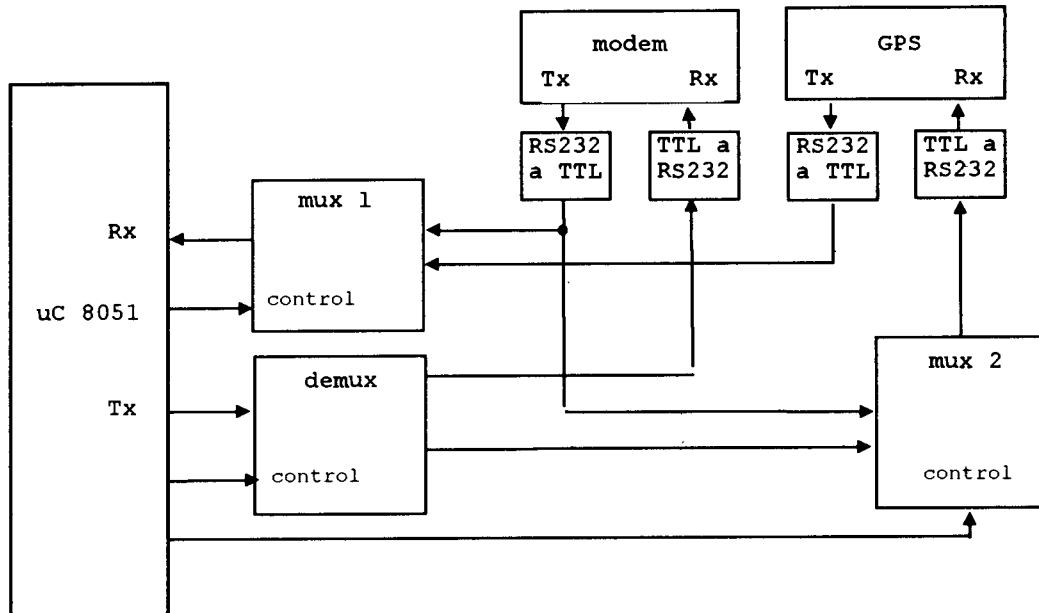 modem
Tx Rx
GPS
Tx Rx
RS232
a TTL
TTL a
RS232
RS232
a TTL
TTL a
RS232
mux 1
control
Rx
uC 8051
Tx
demux
control
mux 2
control